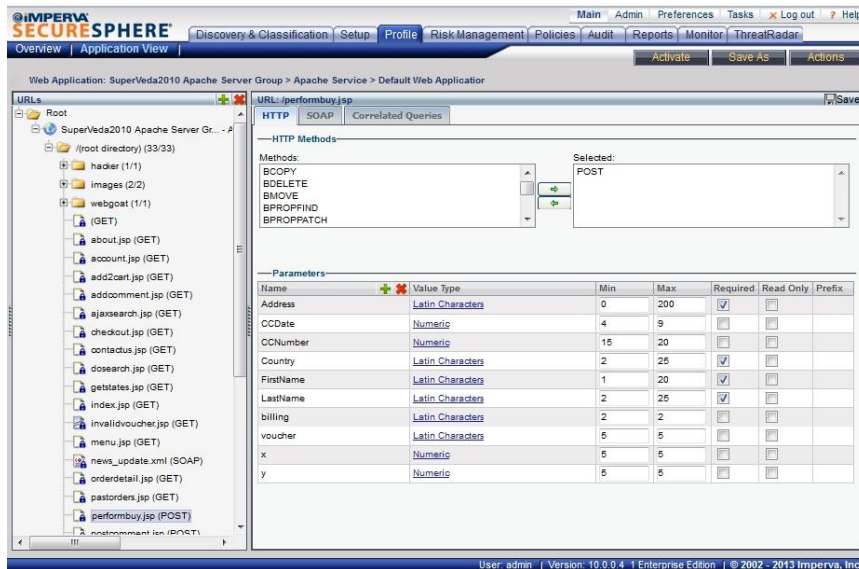 IMPERVA
SECURESPHERE
Main Admin Preferences Tasks Log out ? Help
Discovery & Classification Setup Profile Risk Management Policies Audit Reports Monitor ThreatRadar
Overview | Application View |
Activate Save As Actions
Web Application: SuperVeda2010 Apache Server Group > Apache Service > Default Web Application
URLs
Root
SuperVeda2010 Apache Server Gr... - A
/(root directory) (33/33)
hacker (1/1)
images (2/2)
webgoat (1/1)
(GET)
about.jsp (GET)
account.jsp (GET)
add2cart.jsp (GET)
addcomment.jsp (GET)
ajaxsearch.jsp (GET)
checkout.jsp (GET)
contactus.jsp (GET)
dosearch.jsp (GET)
getstates.jsp (GET)
index.jsp (GET)
invalidvoucher.jsp (GET)
menu.jsp (GET)
news_update.xml (SOAP)
orderdetail.jsp (GET)
pastorders.jsp (GET)
performbuy.jsp (POST)
postcomment.jsp (POST)
URL: /performbuy.jsp
Save
HTTP SOAP Correlated Queries
HTTP Methods
Methods:
BCOPY
BDELETE
BMOVE
BPROPFIND
BPROPPATCH
Selected:
POST
Parameters
Name Value Type Min Max Required Read Only Prefix
Address Latin Characters 0 200
CCDate Numeric 4 9
CCNumber Numeric 15 20
Country Latin Characters 2 25
FirstName Latin Characters 1 20
LastName Latin Characters 2 25
billing Latin Characters 2 2
voucher Latin Characters 5 5
x Numeric 5 5
y Numeric 5 5
User: admin | Version: 10.0.0.4_1 Enterprise Edition | © 2002 - 2013 Imperva, Inc